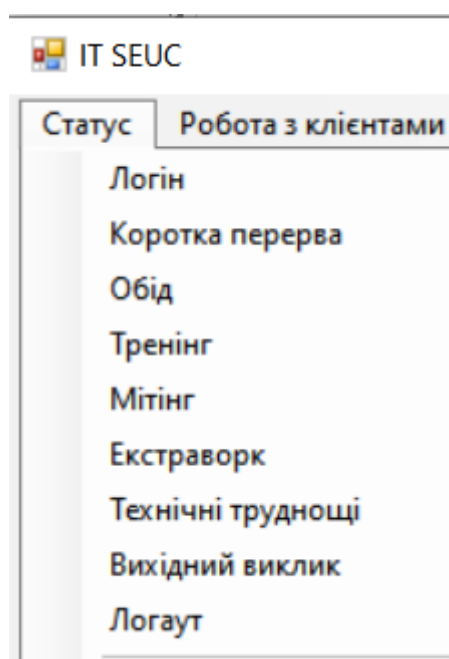 IT SEUC
Статус Робота з клієнтами
Логін
Коротка перерва
Обід
Тренінг
Мітінг
Екстраворк
Технічні труднощі
Вихідний виклик
Логаут